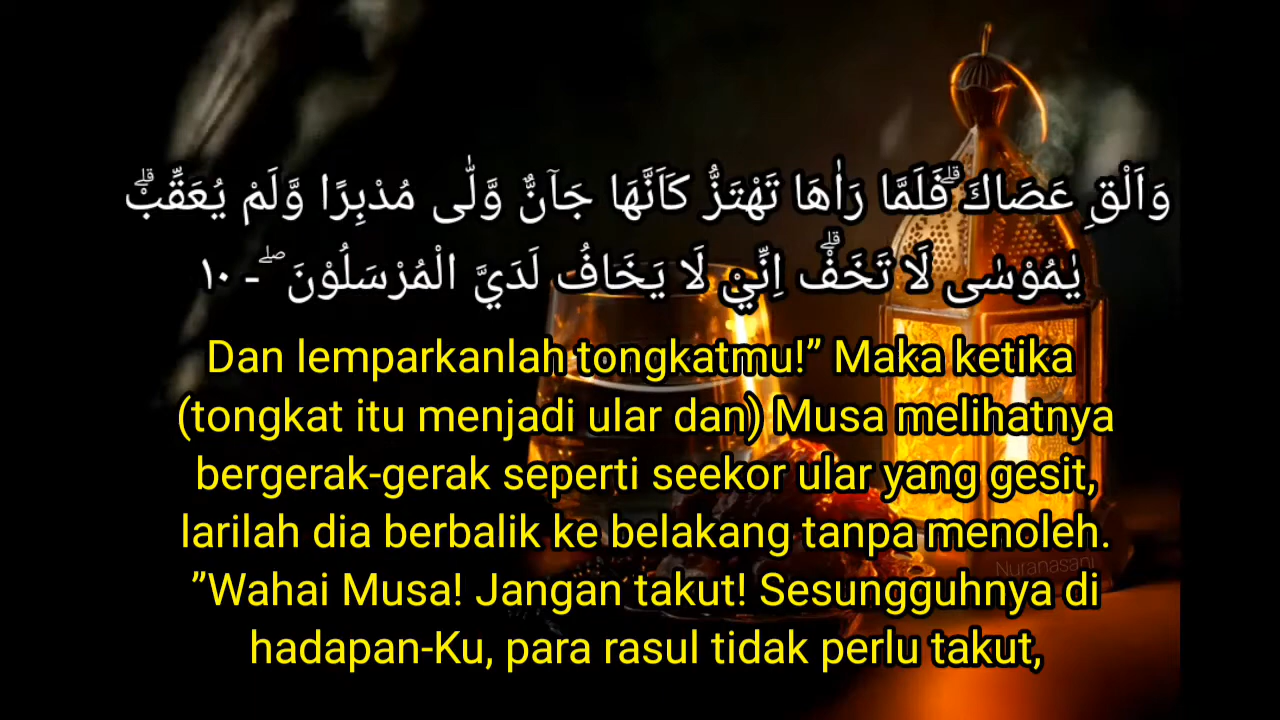 وَاَلْقِ عَصَاكَ ۗفَلَمَّا رَاٰهَا تَهْتَزُّ كَاَنَّهَا جَاۤنٌّ وَّلّٰى مُدْبِرًا وَّلَمْ يُعَقِّبْۗ
يٰمُوْسٰى لَا تَخَفْۗ اِنِّيْ لَا يَخَافُ لَدَيَّ الْمُرْسَلُوْنَ ۖ - ١٠
Dan lemparkanlah tongkatmu!” Maka ketika
(tongkat itu menjadi ular dan) Musa melihatnya
bergerak-gerak seperti seekor ular yang gesit,
larilah dia berbalik ke belakang tanpa menoleh.
”Wahai Musa! Jangan takut! Sesungguhnya di
hadapan-Ku, para rasul tidak perlu takut,
Nuranasani